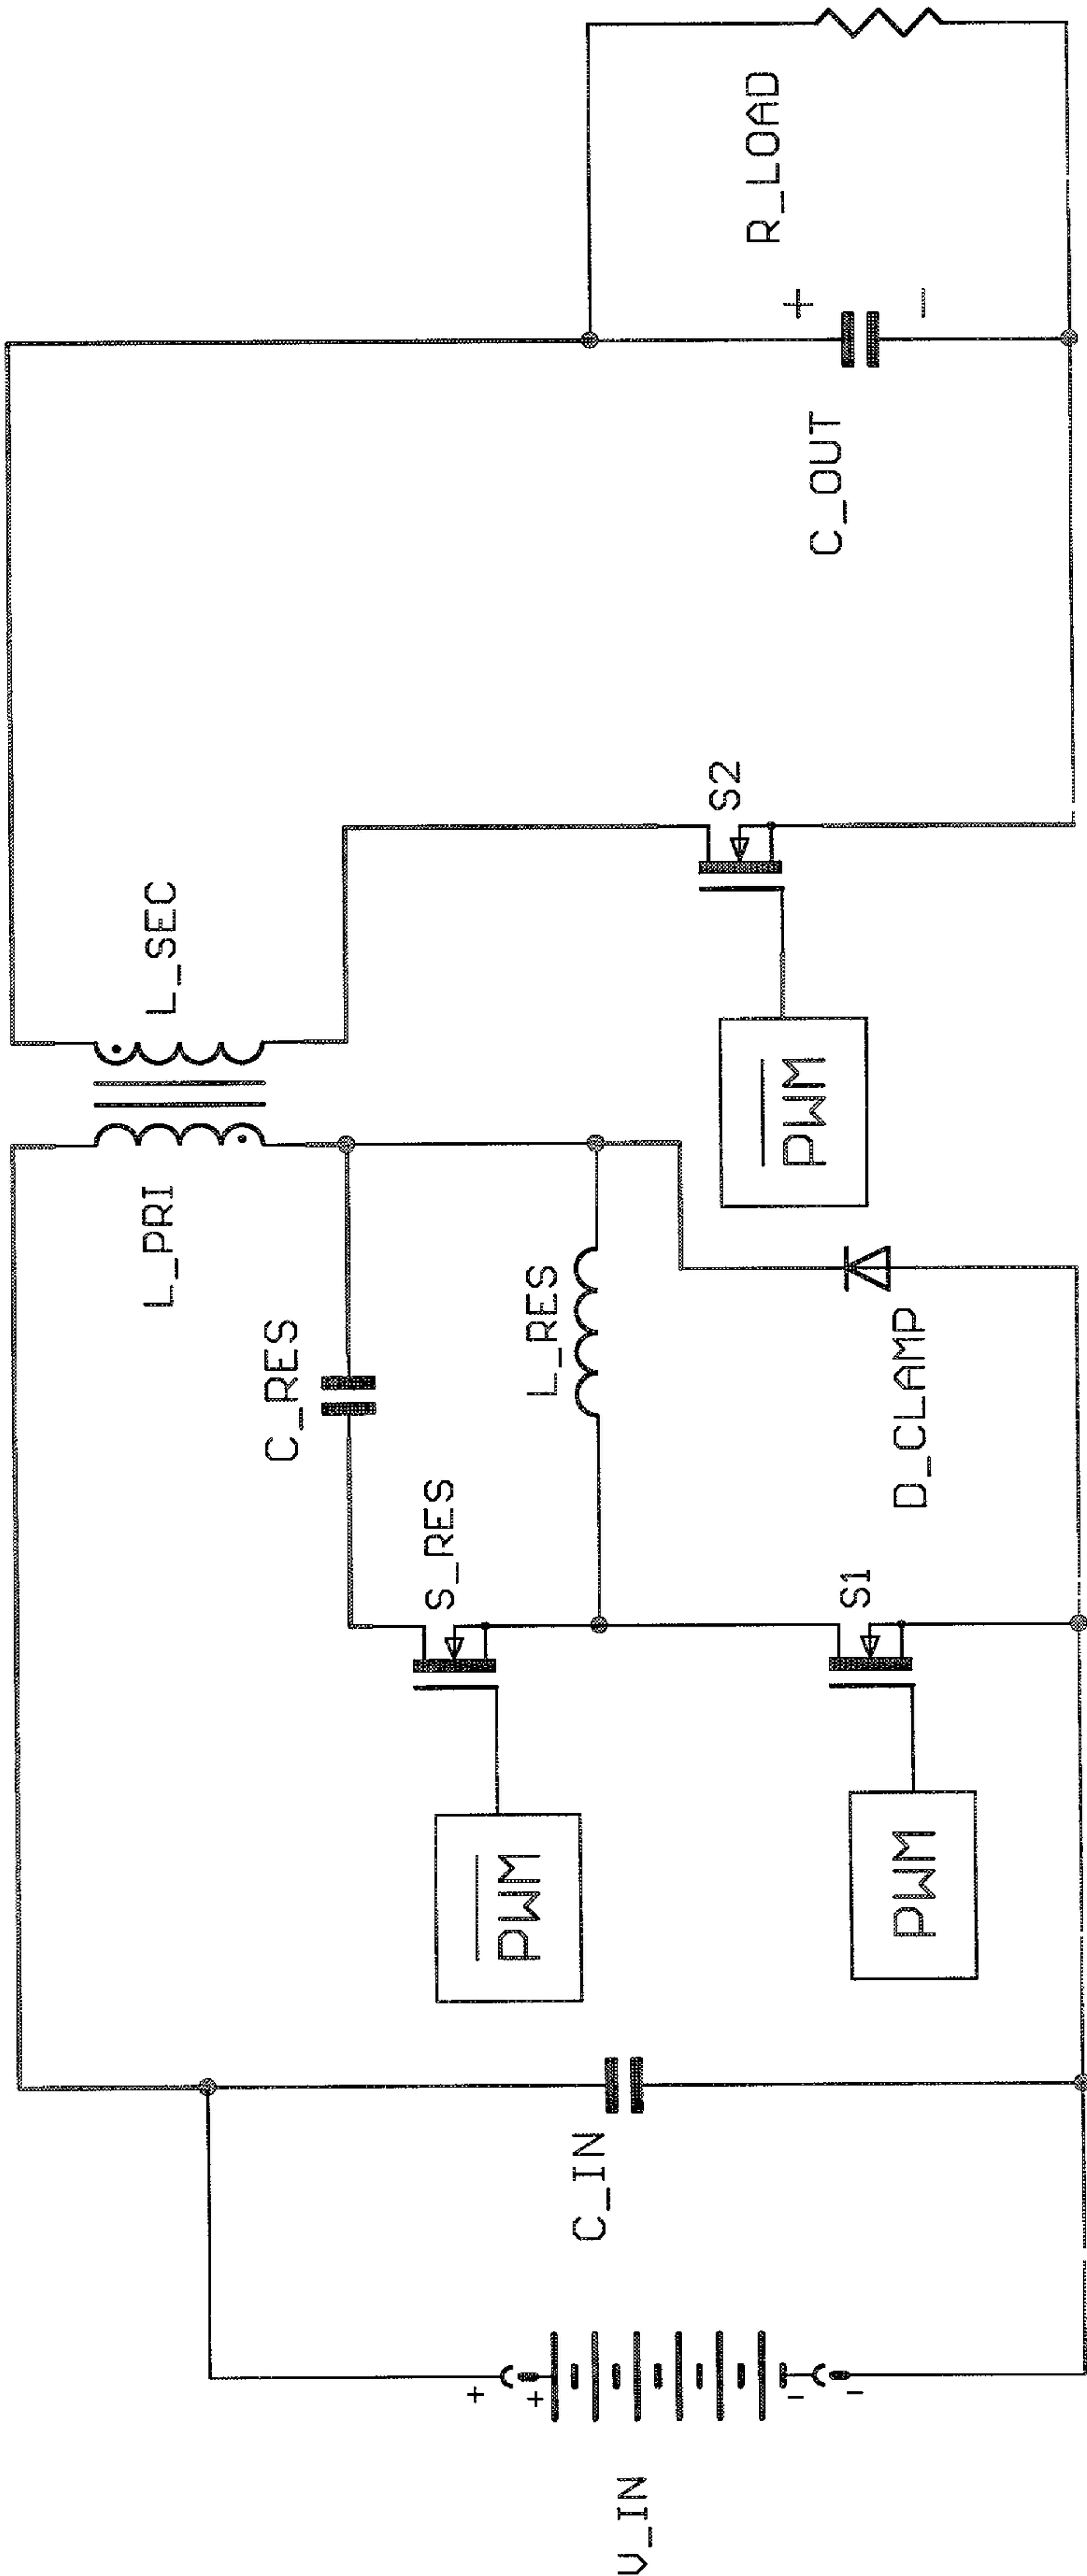 V_IN
+
+
-
-
C_IN
PWM
PWM
S_RES
S1
C_RES
L_RES
D_CLAMP
L_PRI
L_SEC
PWM
S2
C_OUT
+
-
R_LOAD